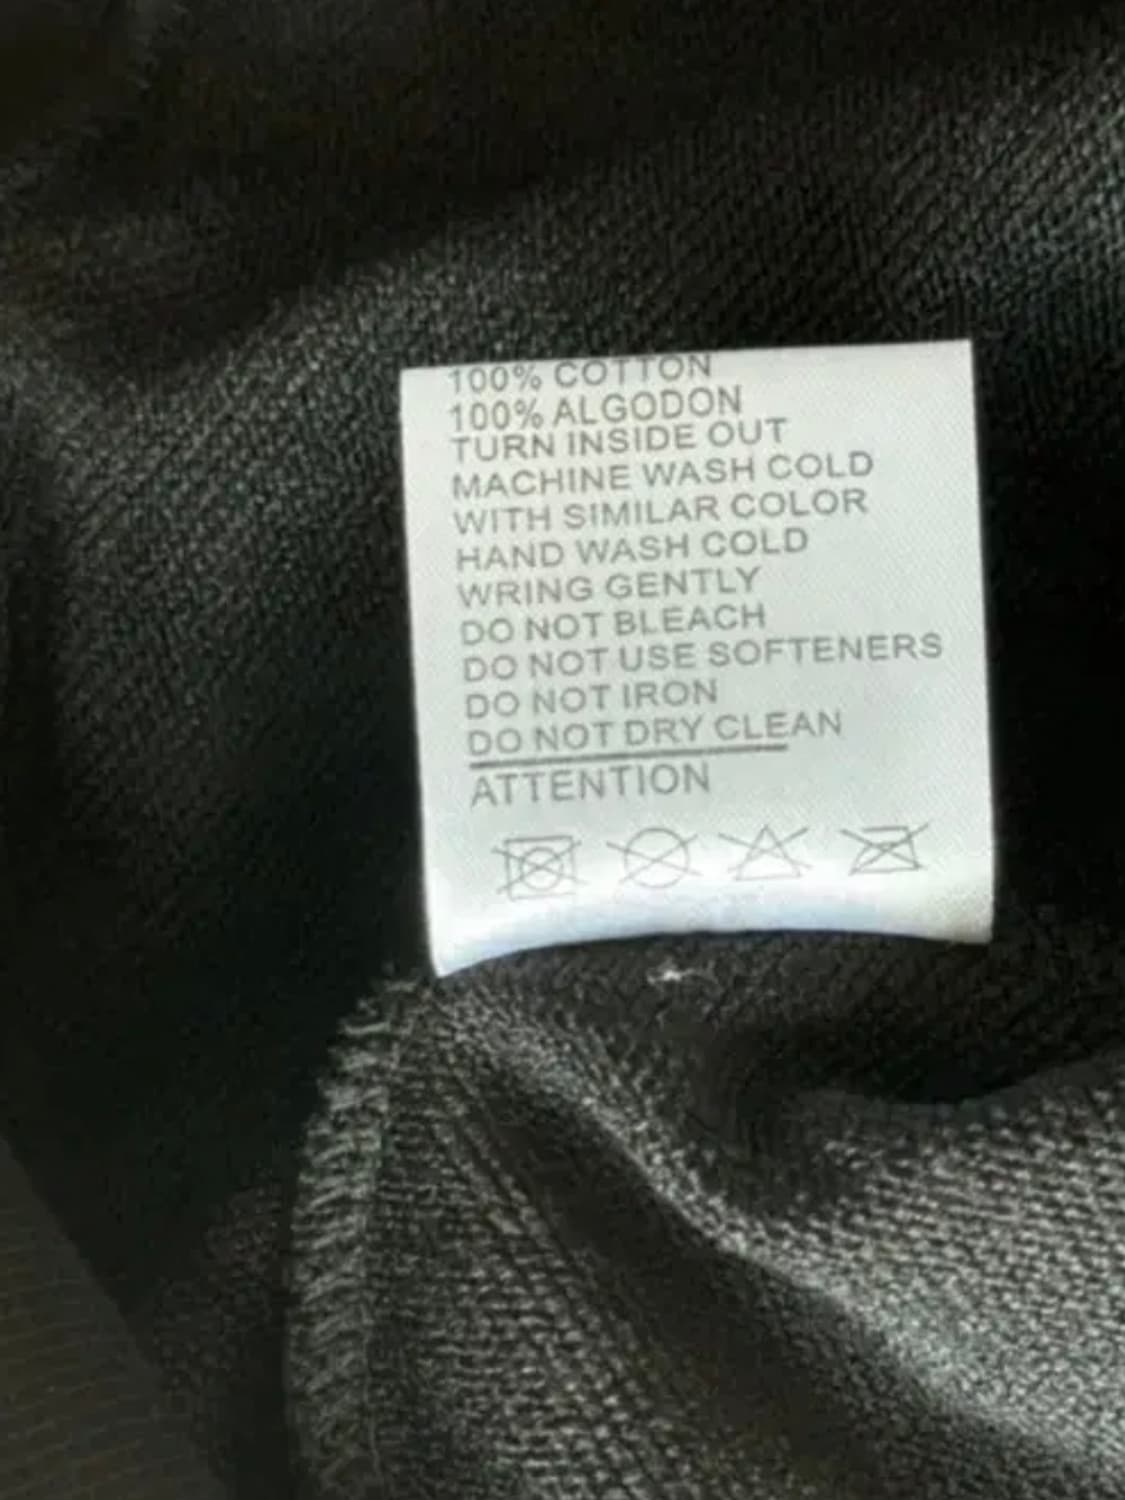 100% COTTON
100% ALGODON
TURN INSIDE OUT
MACHINE WASH COLD
WITH SIMILAR COLOR
HAND WASH COLD
WRING GENTLY
DO NOT BLEACH
DO NOT USE SOFTENERS
DO NOT IRON
DO NOT DRY CLEAN
ATTENTION